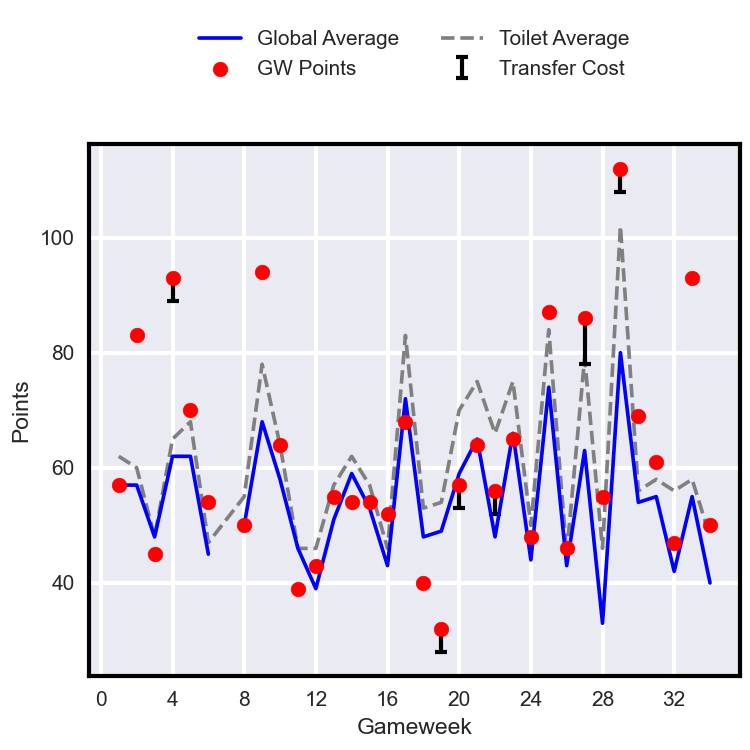 Global Average
Toilet Average
GW Points
Transfer Cost
100
80
60
40
Points
0 4 8 12 16 20 24 28 32
Gameweek